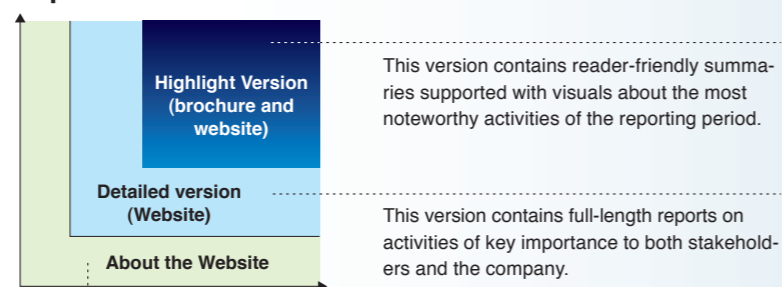 Highlight Version
(brochure and
website)
This version contains reader-friendly summa-
ries supported with visuals about the most
noteworthy activities of the reporting period.
Detailed version
(Website)
This version contains full-length reports on
activities of key importance to both stakehold-
ers and the company.
About the Website